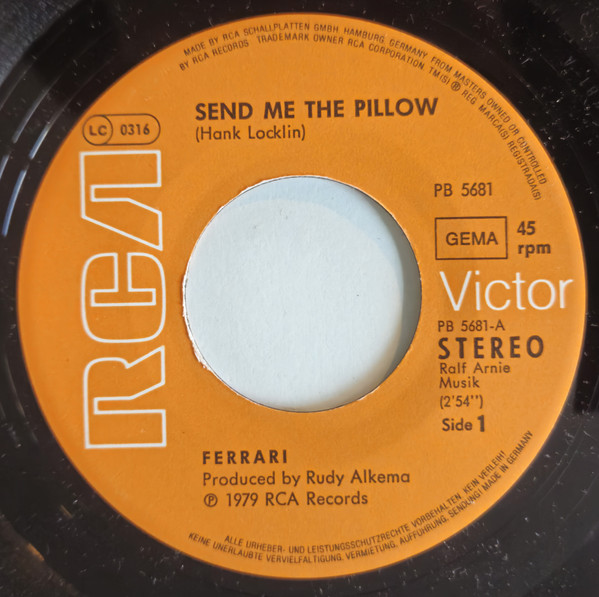 MADE BY RCA SCHALLPLATTEN GMBH, HAMBURG, GERMANY, FROM MASTERS OWNED OR CONTROLLED
BY RCA RECORDS TRADEMARK OWNER RCA CORPORATION. TM(S) ® REG. MARCA(S) REGISTRADA(S)
SEND ME THE PILLOW
(Hank Locklin)
LC 0316
RCA
PB 5681
GEMA
45
rpm
Victor
PB 5681-A
STEREO
Ralf Arnie
Musik
(2'54'')
Side 1
FERRARI
Produced by Rudy Alkema
℗ 1979 RCA Records
ALLE URHEBER- UND LEISTUNGSSCHUTZRECHTE VORBEHALTEN. KEIN VERLEIH!
KEINE UNERLAUBTE VERVIELFÄLTIGUNG, VERMIETUNG, AUFFÜHRUNG, SENDUNG! MADE IN GERMANY